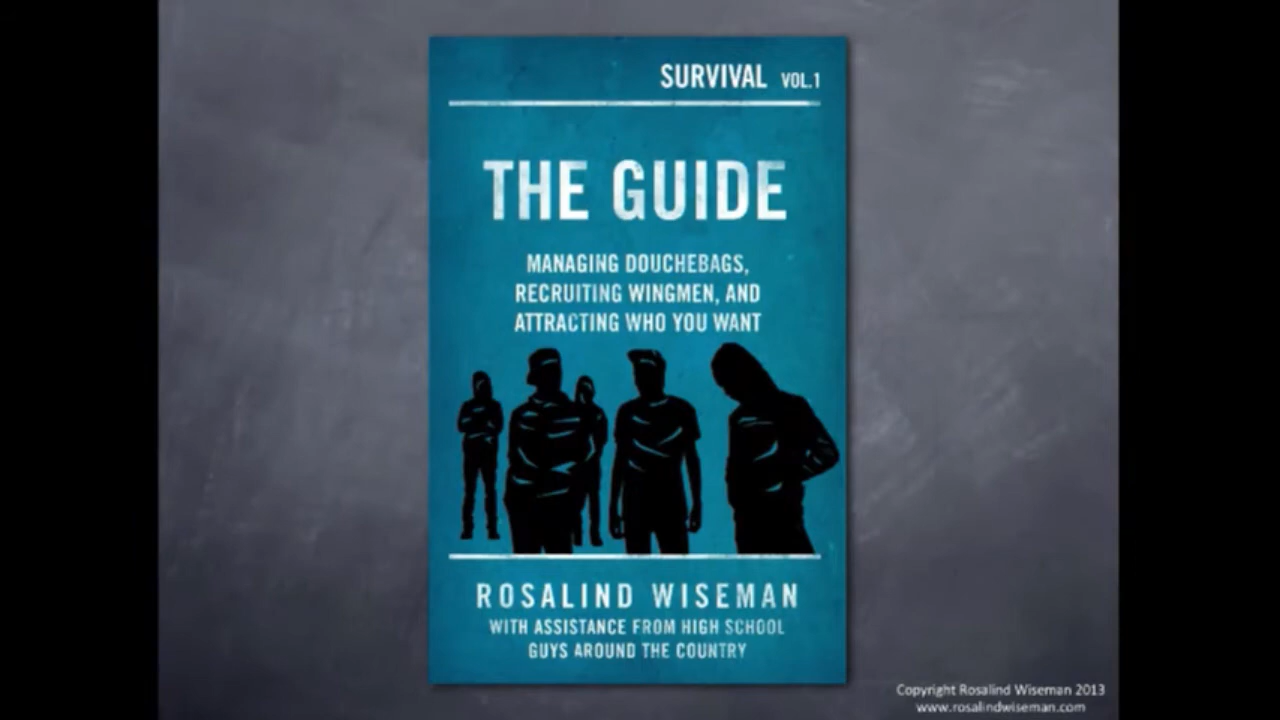 SURVIVAL VOL.1
THE GUIDE
MANAGING DOUCHEBAGS,
RECRUITING WINGMEN, AND
ATTRACTING WHO YOU WANT
ROSALIND WISEMAN
WITH ASSISTANCE FROM HIGH SCHOOL
GUYS AROUND THE COUNTRY
Copyright Rosalind Wiseman 2013
www.rosalindwiseman.com